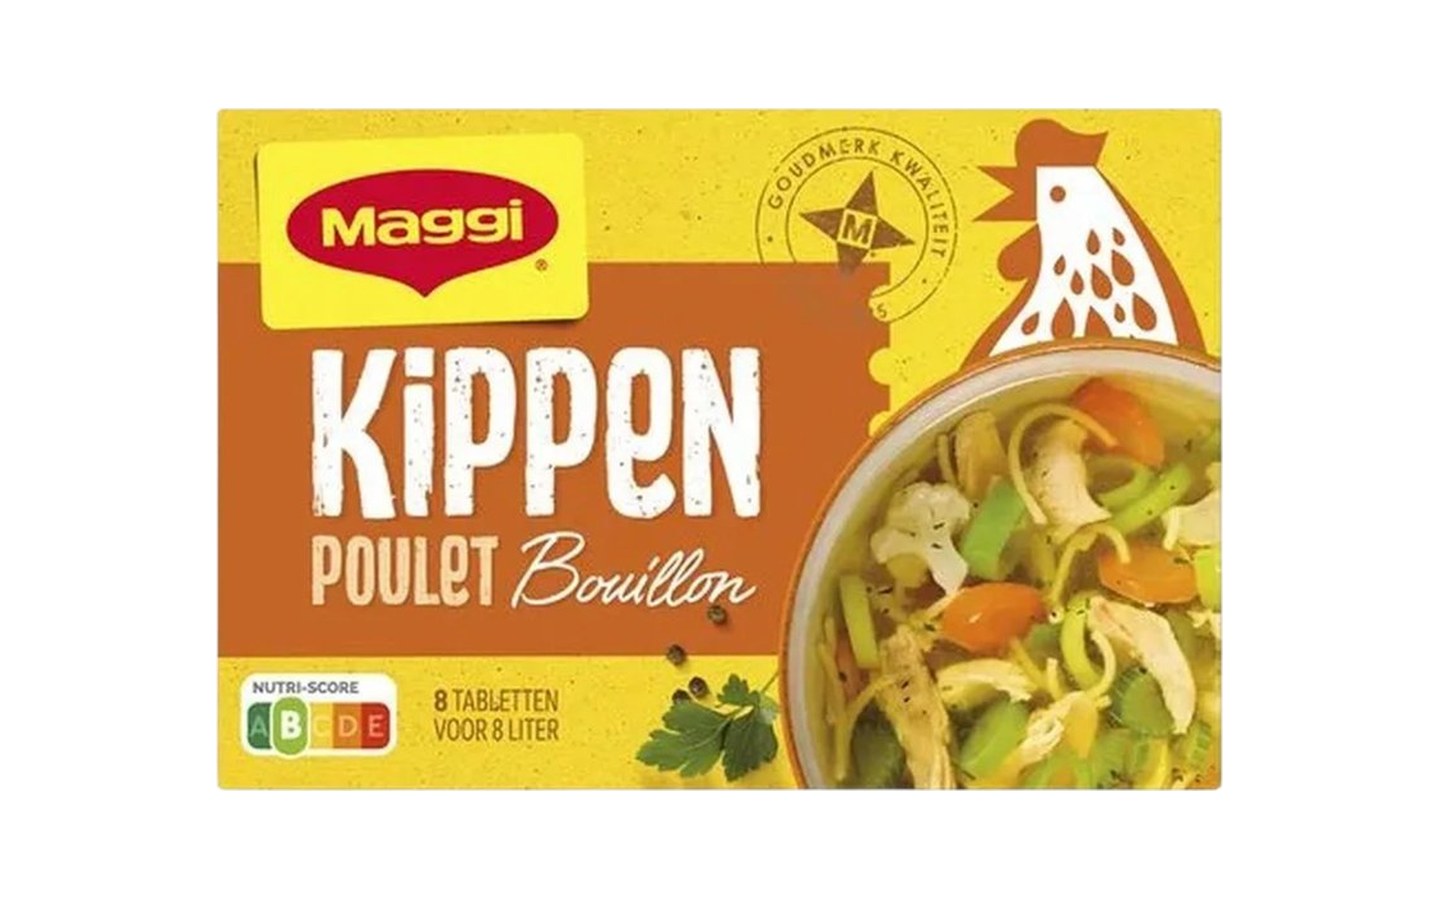 Maggi
®
GOUDMERK KWALITEIT
M
KiPPeN
POULeT Bouillon
NUTRI-SCORE
A B C D E
8 TABLETTEN
VOOR 8 LITER